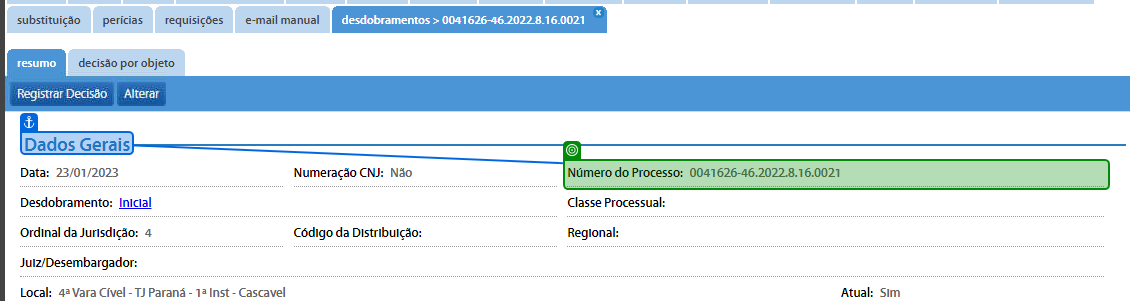 substituição perícias requisições e-mail manual desdobramentos > 0041626-46.2022.8.16.0021
resumo decisão por objeto
Registrar Decisão Alterar
Dados Gerais
Data: 23/01/2023 Numeração CNJ: Não Número do Processo: 0041626-46.2022.8.16.0021
Desdobramento: Inicial Classe Processual:
Ordinal da Jurisdição: 4 Código da Distribuição: Regional:
Juiz/Desembargador:
Local: 4ª Vara Cível - TJ Paraná - 1ª Inst - Cascavel Atual: Sim